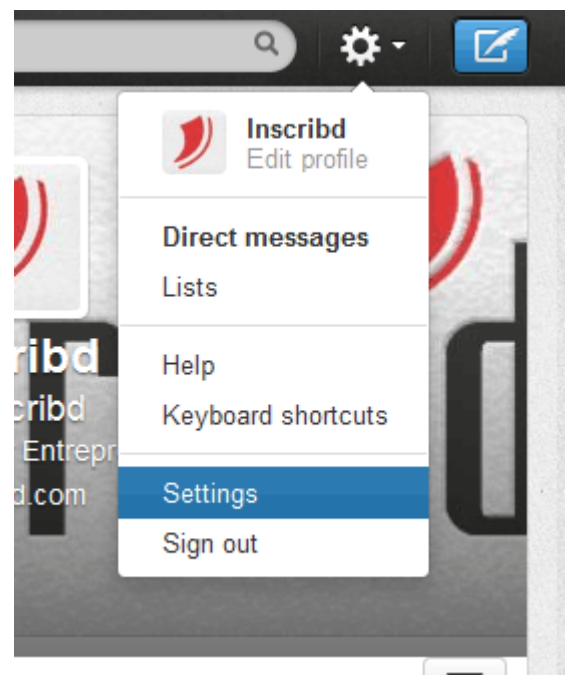 Inscribd
Edit profile
Direct messages
Lists
Help
Keyboard shortcuts
Settings
Sign out
ribd
cribd
Entrepr
d.com